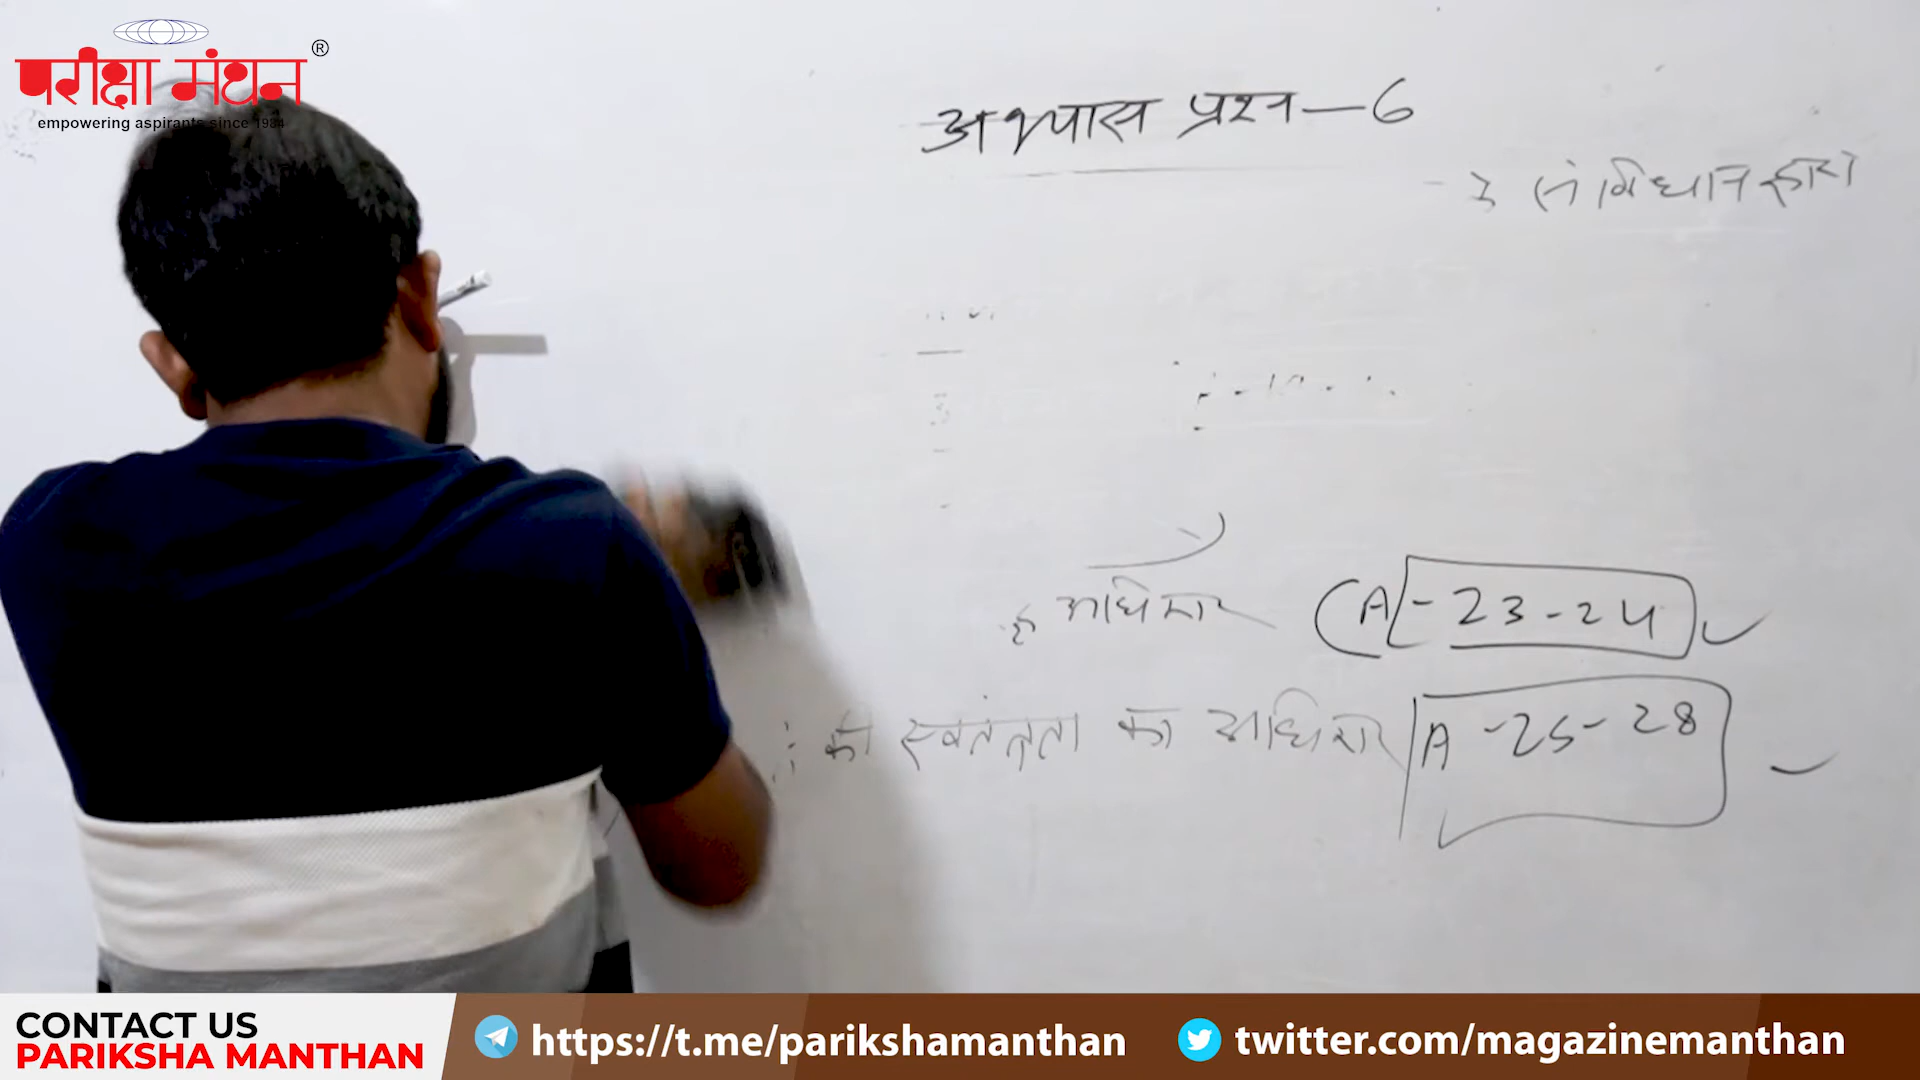 परीक्षा मंथन ®
empowering aspirants since 1984
अभ्यास प्रश्न – 6
अधिकार (A - 23 - 24
की स्वतंत्रता का अधिकार A - 25 - 28
CONTACT US
PARIKSHA MANTHAN
https://t.me/parikshamanthan
twitter.com/magazinemanthan